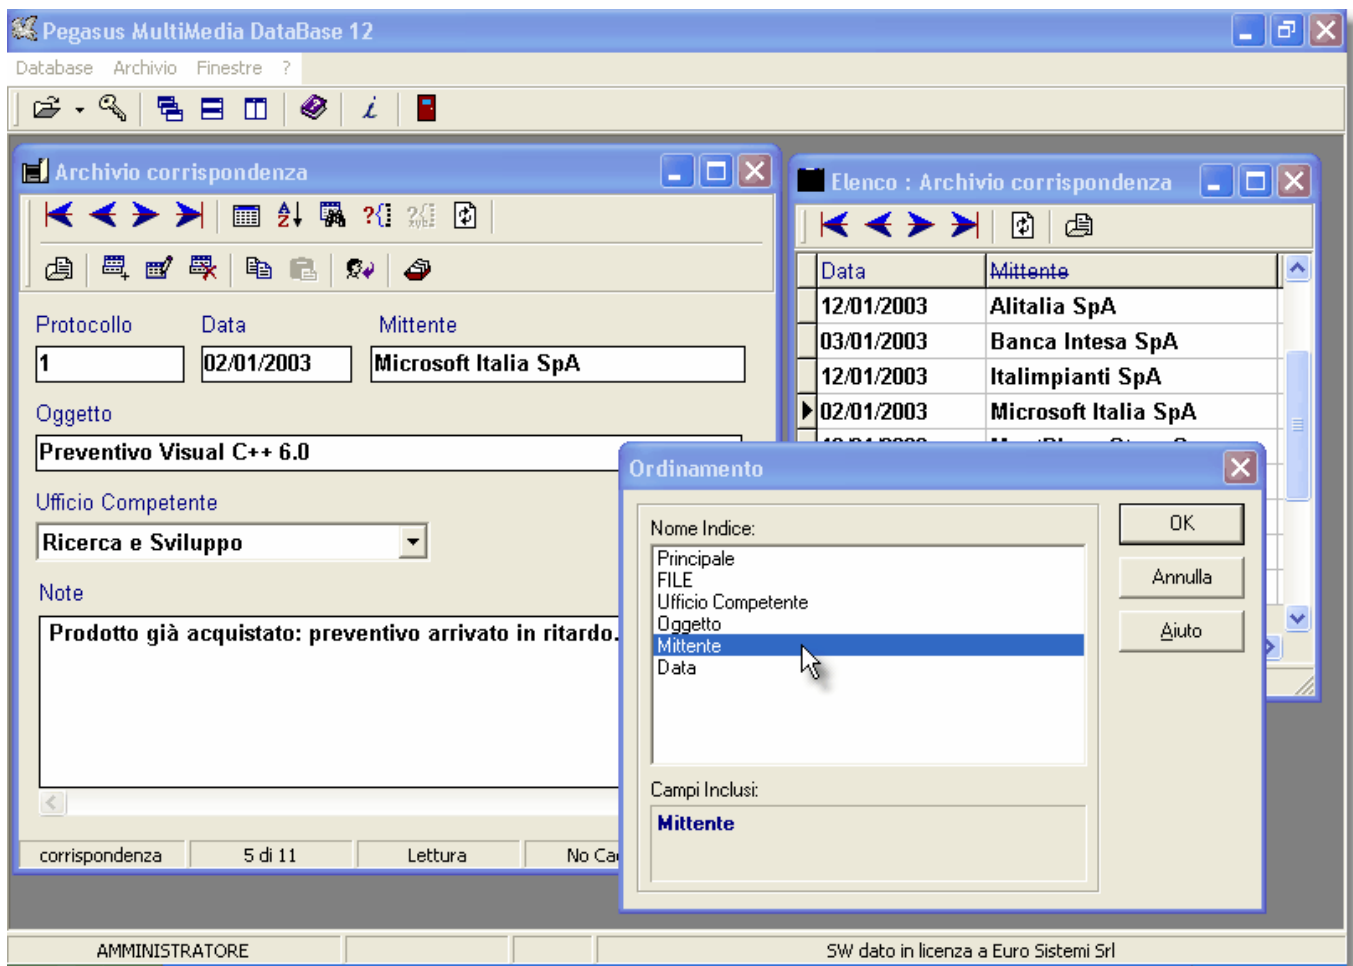 Pegasus MultiMedia DataBase 12
Database Archivio Finestre ?
Archivio corrispondenza
Protocollo Data Mittente
1 02/01/2003 Microsoft Italia SpA
Oggetto
Preventivo Visual C++ 6.0
Ufficio Competente
Ricerca e Sviluppo
Note
Prodotto già acquistato: preventivo arrivato in ritardo.
corrispondenza 5 di 11 Lettura No
Elenco : Archivio corrispondenza
Data Mittente
12/01/2003 Alitalia SpA
03/01/2003 Banca Intesa SpA
12/01/2003 Italimpianti SpA
02/01/2003 Microsoft Italia SpA
Ordinamento
Nome Indice:
Principale
FILE
Ufficio Competente
Oggetto
Mittente
Data
Campi Inclusi:
Mittente
OK
Annulla
Aiuto
AMMINISTRATORE SW dato in licenza a Euro Sistemi Srl